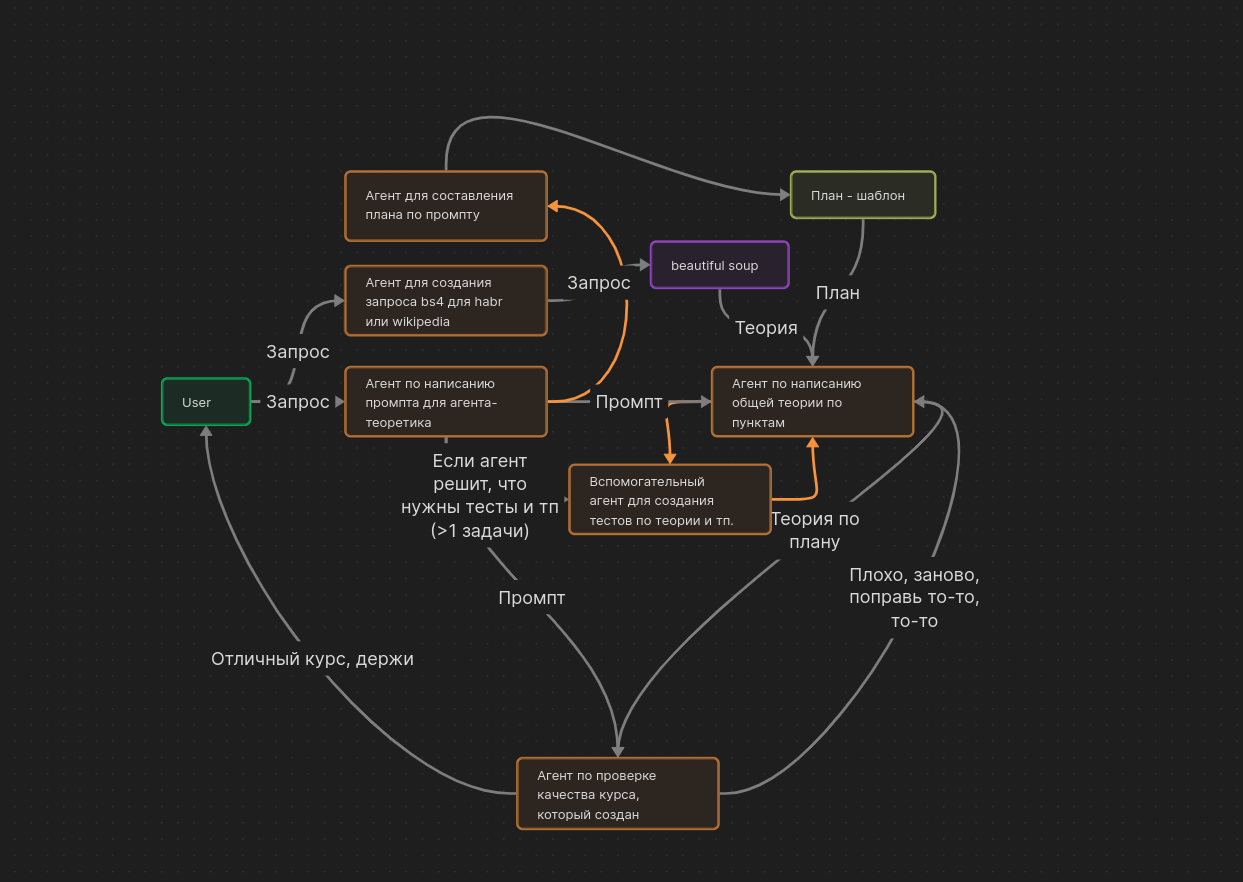 Агент для составления
плана по промпту
План - шаблон
Агент для создания
запроса bs4 для habr
или wikipedia
Запрос
beautiful soup
План
Теория
Запрос
User
Запрос
Агент по написанию
промпта для агента-
теоретика
Промпт
Агент по написанию
общей теории по
пунктам
Если агент
решит, что
нужны тесты и тп
(>1 задачи)
Вспомогательный
агент для создания
тестов по теории и тп.
Теория по
плану
Плохо, заново,
поправь то-то,
то-то
Промпт
Отличный курс, держи
Агент по проверке
качества курса,
который создан